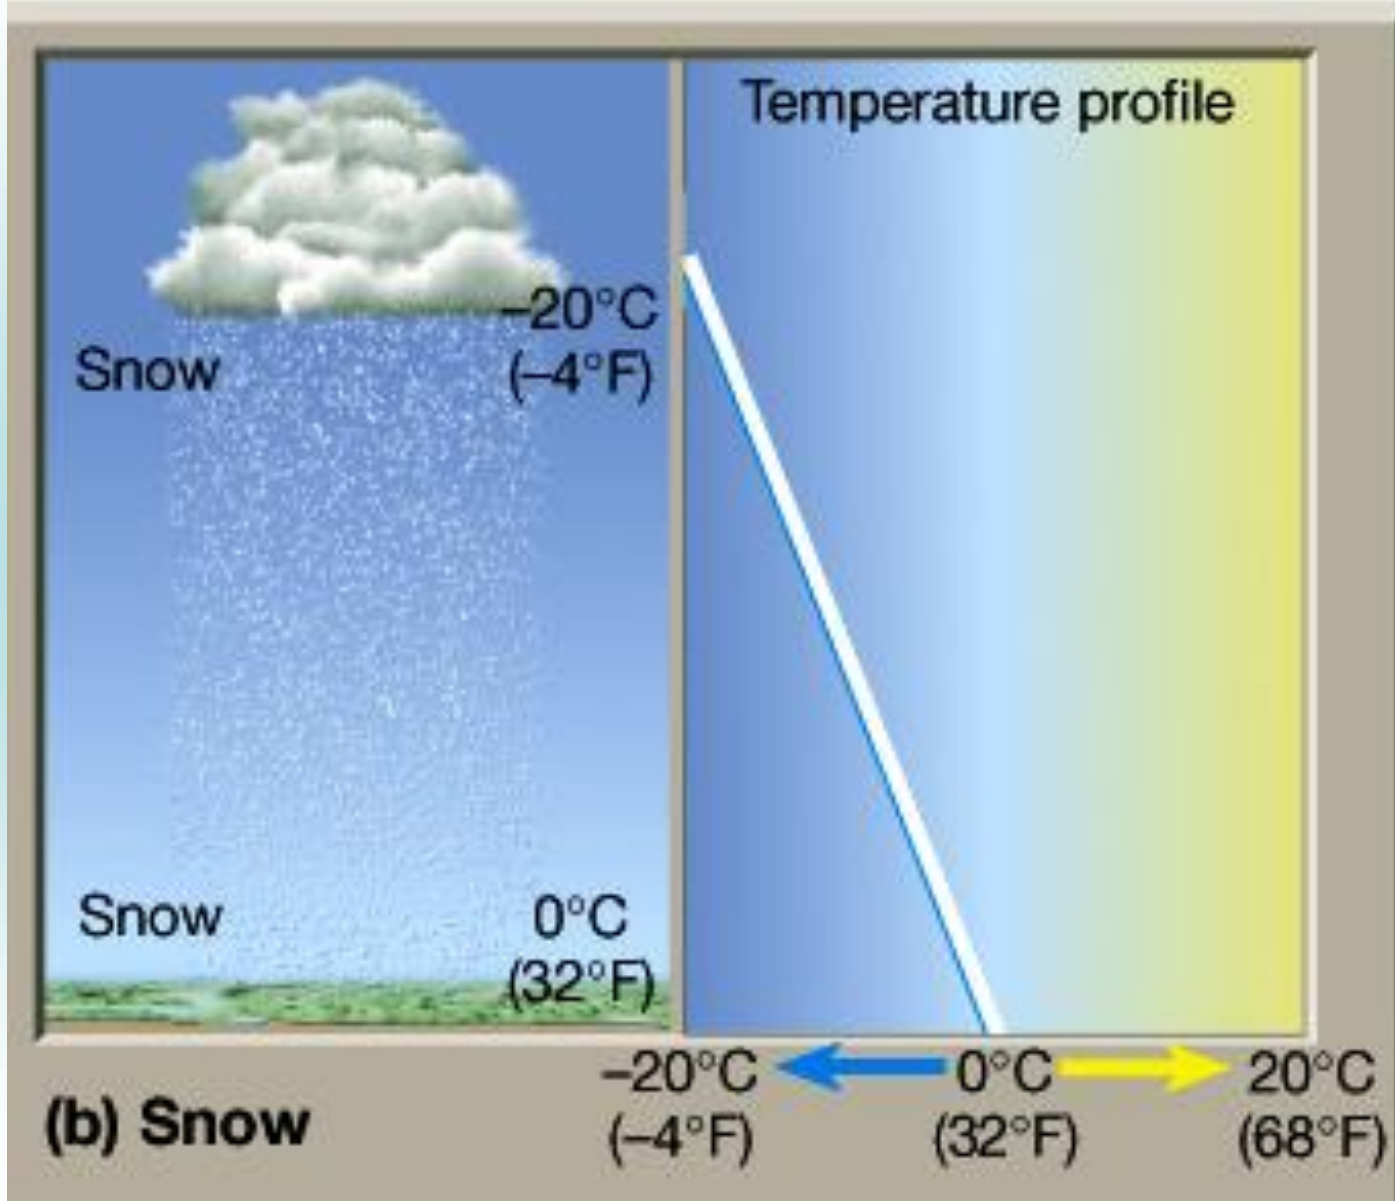 Temperature profile
–20°C
(–4°F)
Snow
Snow
0°C
(32°F)
–20°C 0°C 20°C
(–4°F) (32°F) (68°F)
(b) Snow